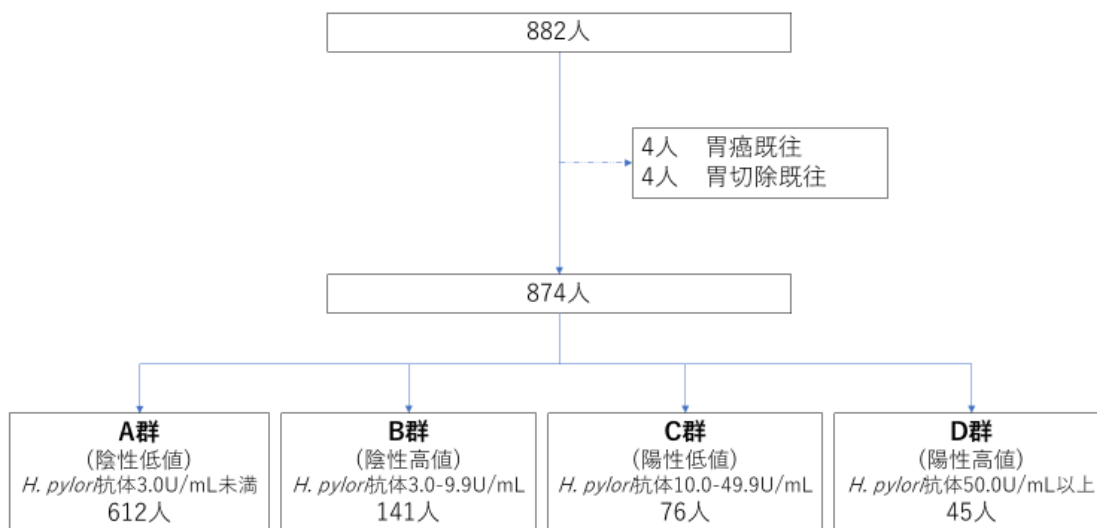 882人
4人 胃癌既往
4人 胃切除既往
874人
A群
(陰性低値)
H. pylori抗体3.0U/mL未満
612人
B群
(陰性高値)
H. pylori抗体3.0-9.9U/mL
141人
C群
(陽性低値)
H. pylori抗体10.0-49.9U/mL
76人
D群
(陽性高値)
H. pylori抗体50.0U/mL以上
45人